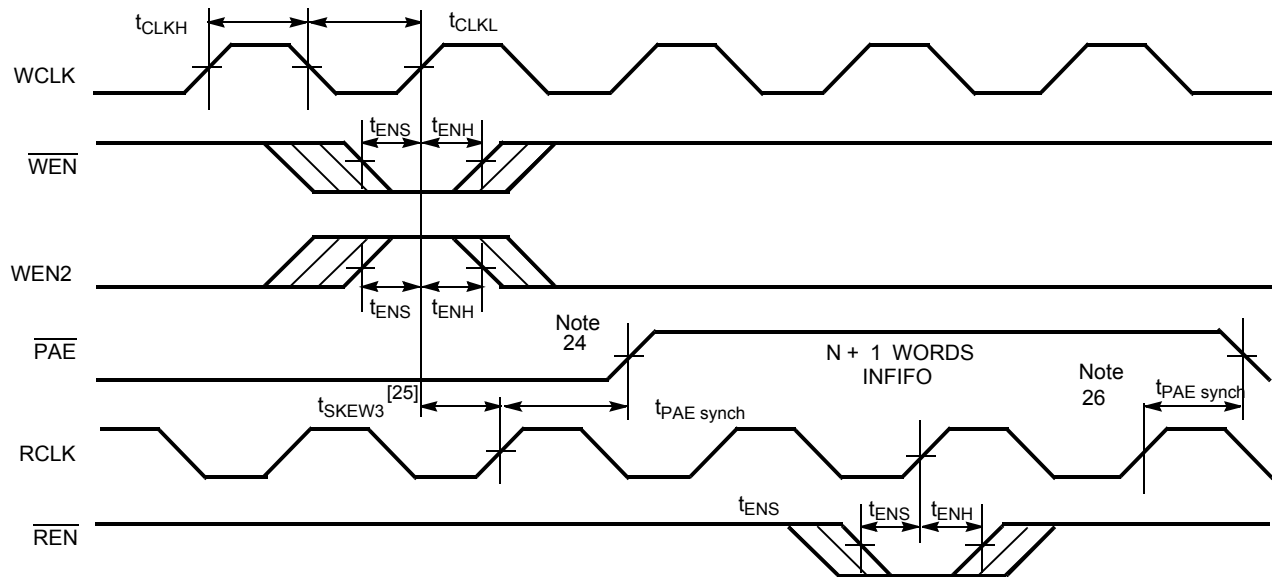 tCLKH
tCLKL
WCLK
tENS tENH
WEN
WEN2
tENS tENH
Note
24
PAE
N + 1 WORDS
INFIFO
Note
26
tSKEW3 [25]
tPAE synch
tPAE synch
RCLK
tENS
tENS tENH
REN